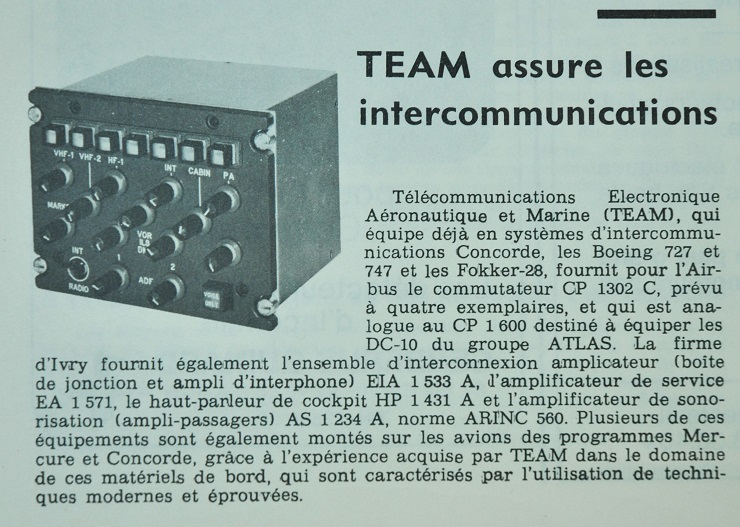 TEAM assure les
intercommunications
VHF-1 VHF-2 HF-1 INT CABIN PA
VOR
ILS
INT 1 2
RADIO ADF
Télécommunications Electronique
Aéronautique et Marine (TEAM), qui
équipe déjà en systèmes d'intercommu-
nications Concorde, les Boeing 727 et
747 et les Fokker-28, fournit pour l'Air-
bus le commutateur CP 1302 C, prévu
à quatre exemplaires, et qui est ana-
logue au CP 1 600 destiné à équiper les
DC-10 du groupe ATLAS. La firme
d'Ivry fournit également l'ensemble d'interconnexion amplicateur (boîte
de jonction et ampli d'interphone) EIA 1 533 A, d'amplificateur de service
EA 1 571, le haut-parleur de cockpit HP 1 431 A et l'amplificateur de sono-
risation (ampli-passagers) AS 1 234 A, norme ARINC 560. Plusieurs de ces
équipements sont également montés sur les avions des programmes Mer-
cure et Concorde, grâce à l'expérience acquise par TEAM dans le domaine
de ces matériels de bord, qui sont caractérisés par l'utilisation de techni-
ques modernes et éprouvées.